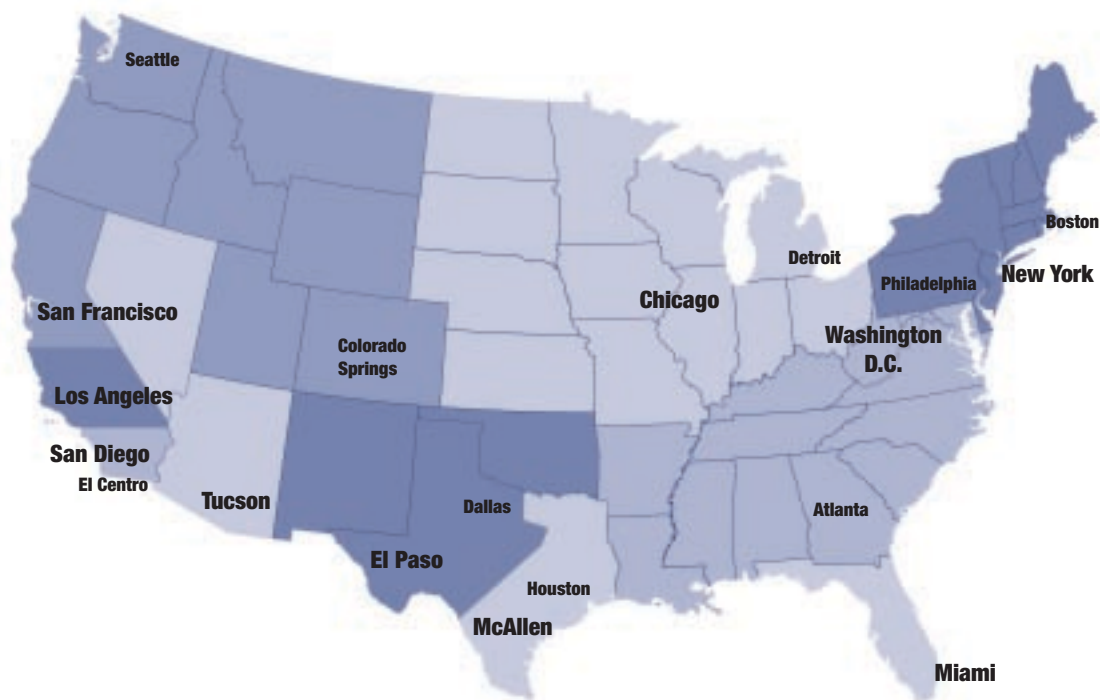 Seattle
Boston
Detroit
New York
Philadelphia
Chicago
San Francisco
Washington
D.C.
Colorado
Springs
Los Angeles
San Diego
El Centro
Tucson
Dallas
Atlanta
El Paso
Houston
McAllen
Miami